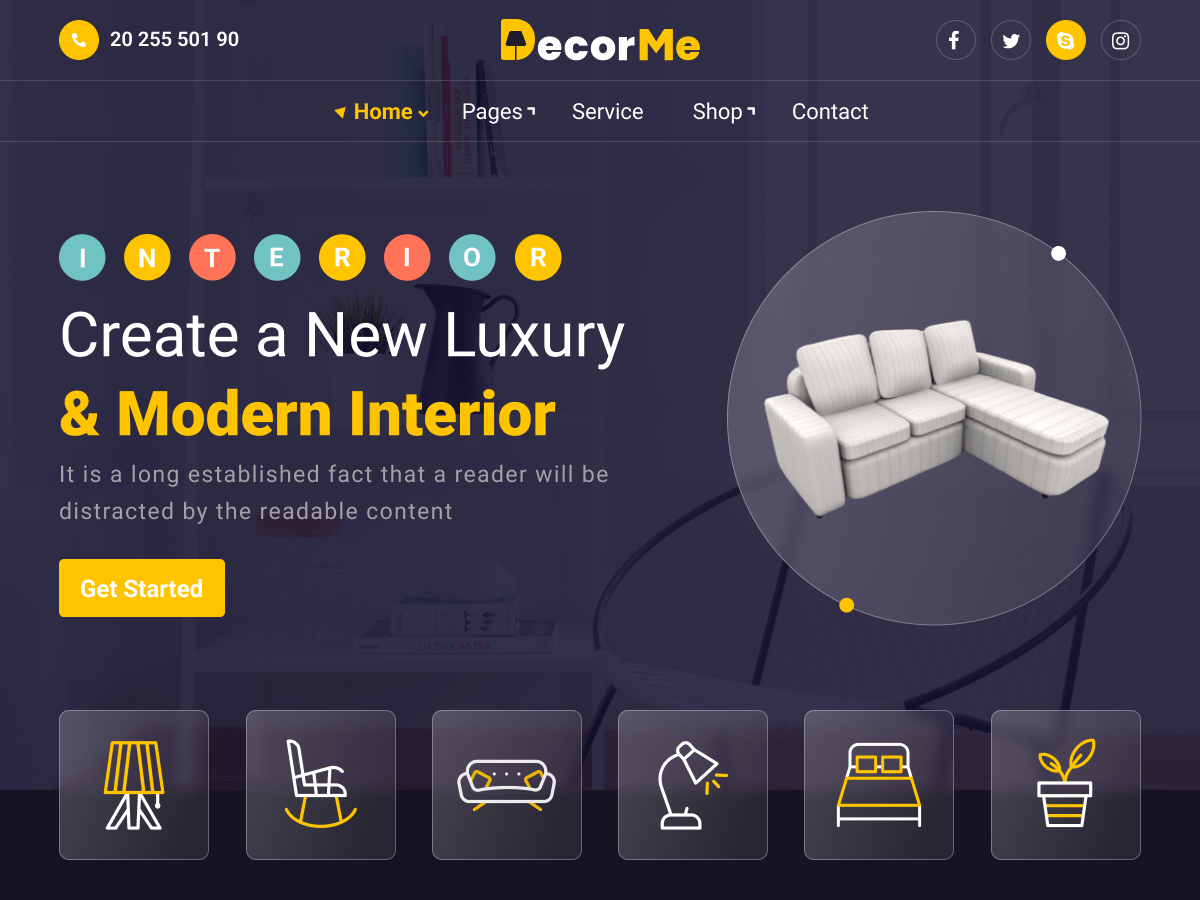 20 255 501 90
DecorMe
Home
Pages
Service
Shop
Contact
INTERIOR
Create a New Luxury
& Modern Interior
It is a long established fact that a reader will be
distracted by the readable content
Get Started